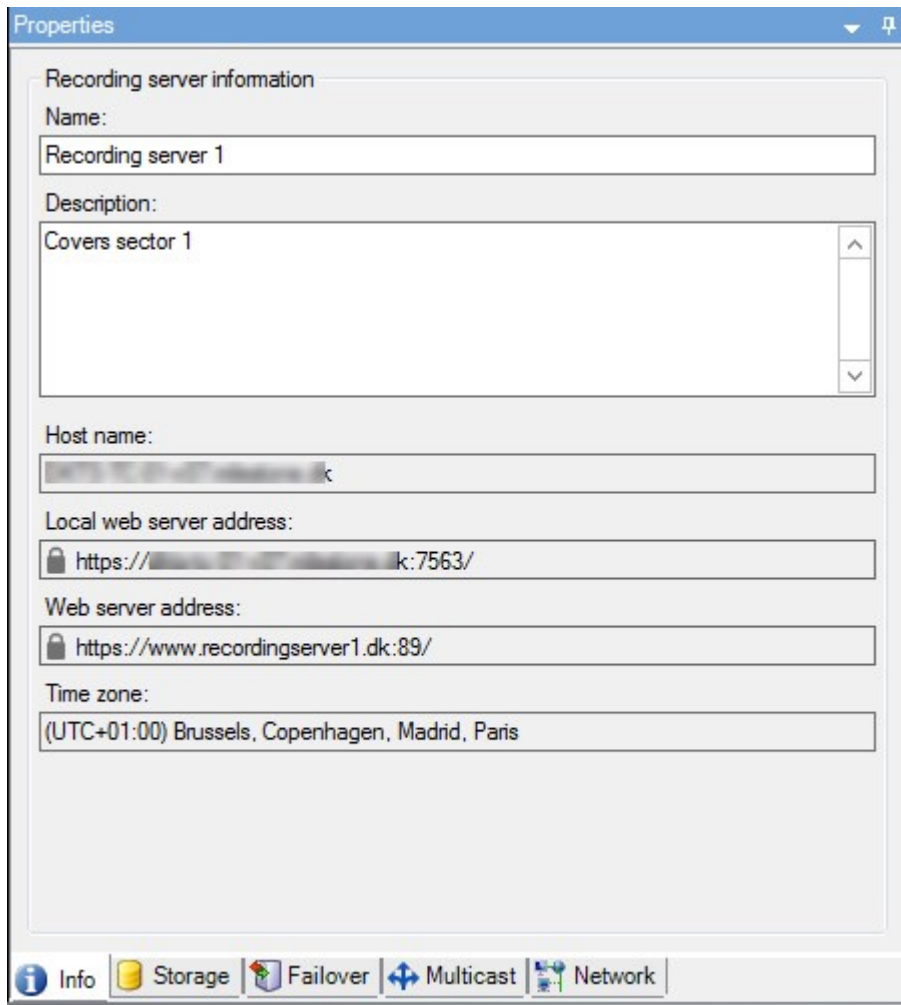 Properties
Recording server information
Name:
Recording server 1
Description:
Covers sector 1
Host name:
k
Local web server address:
https:// k:7563/
Web server address:
https://www.recordingserver1.dk:89/
Time zone:
(UTC+01:00) Brussels, Copenhagen, Madrid, Paris
Info Storage Failover Multicast Network